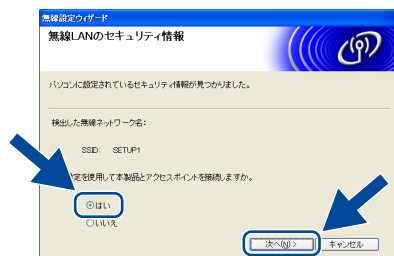 無線設定ウィザード
無線LANのセキュリティ情報
パソコンに設定されているセキュリティ情報が見つかりました。
検出した無線ネットワーク名:
SSID: SETUP1
定を使用して本製品とアクセスポイントを接続しますか。
はい
いいえ
次へ(N) >
キャンセル